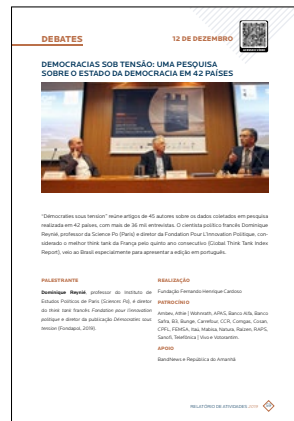 DEBATES
12 DE DEZEMBRO
DEMOCRACIAS SOB TENSÃO: UMA PESQUISA
SOBRE O ESTADO DA DEMOCRACIA EM 42 PAÍSES
"Démocraties sous tension" reúne artigos de 45 autores sobre os dados coletados em pesquisa
realizada em 42 países, com mais de 36 mil entrevistas. O cientista político francês Dominique
Reynié, professor da Science Po (Paris) e diretor da Fondation Pour L'Innovation Politique, con-
siderado o melhor think tank da França pelo quinto ano consecutivo (Global Think Tank Index
Report), veio ao Brasil especialmente para apresentar a edição em português.
PALESTRANTE
Dominique Reynié, professor do Instituto de
Estudos Políticos de Paris (Sciences Po), é diretor
do think tank francês Fondation pour l'innovation
politique e diretor da publicação Démocraties sous
tension (Fondapol, 2019).
REALIZAÇÃO
Fundação Fernando Henrique Cardoso
PATROCÍNIO
Ambev, Athié | Wohnrath, APAS, Banco Alfa, Banco
Safra, B3, Bunge, Carrefour, CCR, Comgas, Cosan,
CPFL, FEMSA, Itaú, Mabisa, Natura, Raízen, RAPS,
Sanofi, Telefônica | Vivo e Votorantim.
APOIO
BandNews e República do Amanhã
RELATÓRIO DE ATIVIDADES 2019